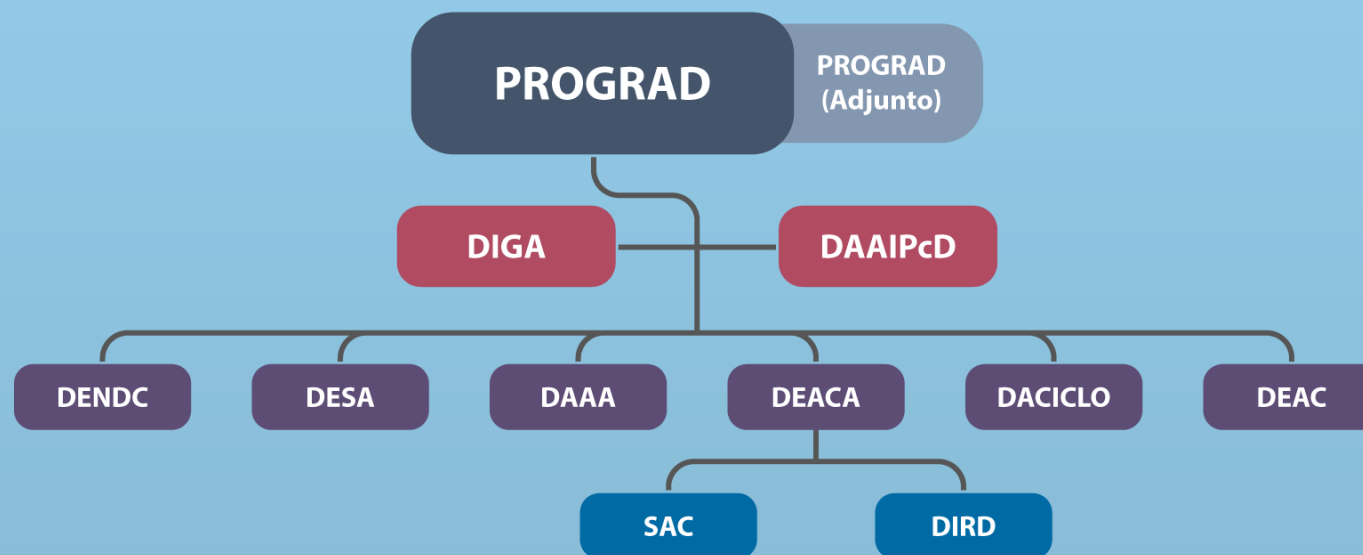 PROGRAD
PROGRAD
(Adjunto)
DIGA
DAAIPcD
DENDC
DESA
DAAA
DEACA
DACICLO
DEAC
SAC
DIRD